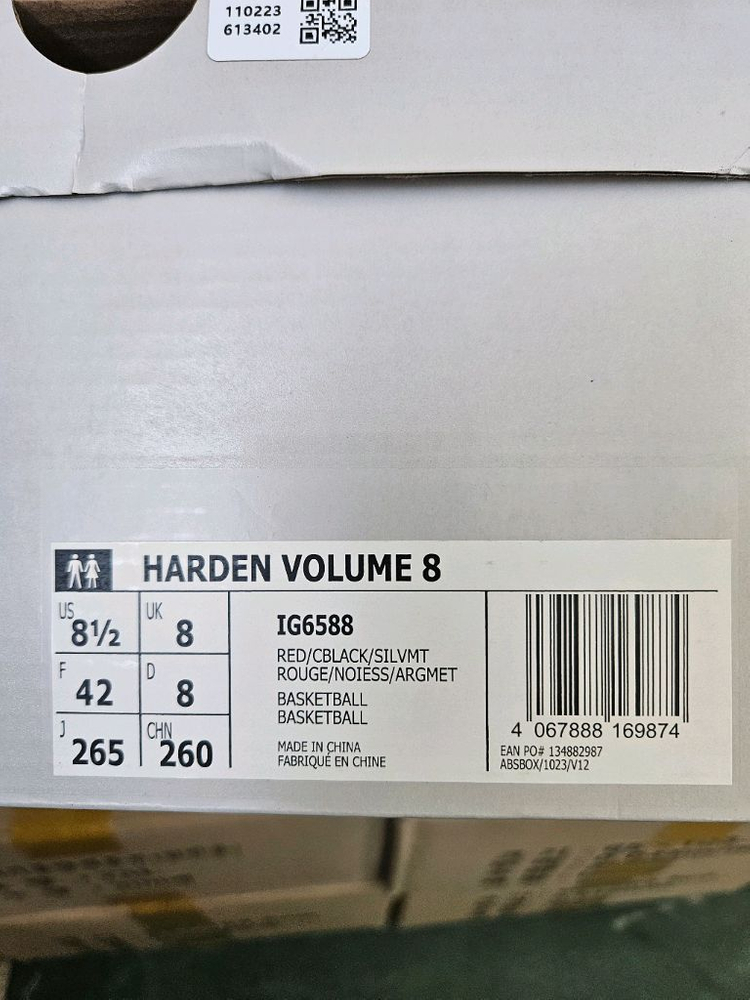 110223
613402
HARDEN VOLUME 8
US 8½ UK 8
F 42 D 8
J 265 CHN 260
IG6588
RED/CBLACK/SILVMT
ROUGE/NOIESS/ARGMET
BASKETBALL
BASKETBALL
MADE IN CHINA
FABRIQUÉ EN CHINE
4 067888 169874
EAN PO# 134882987
ABSBOX/1023/V12